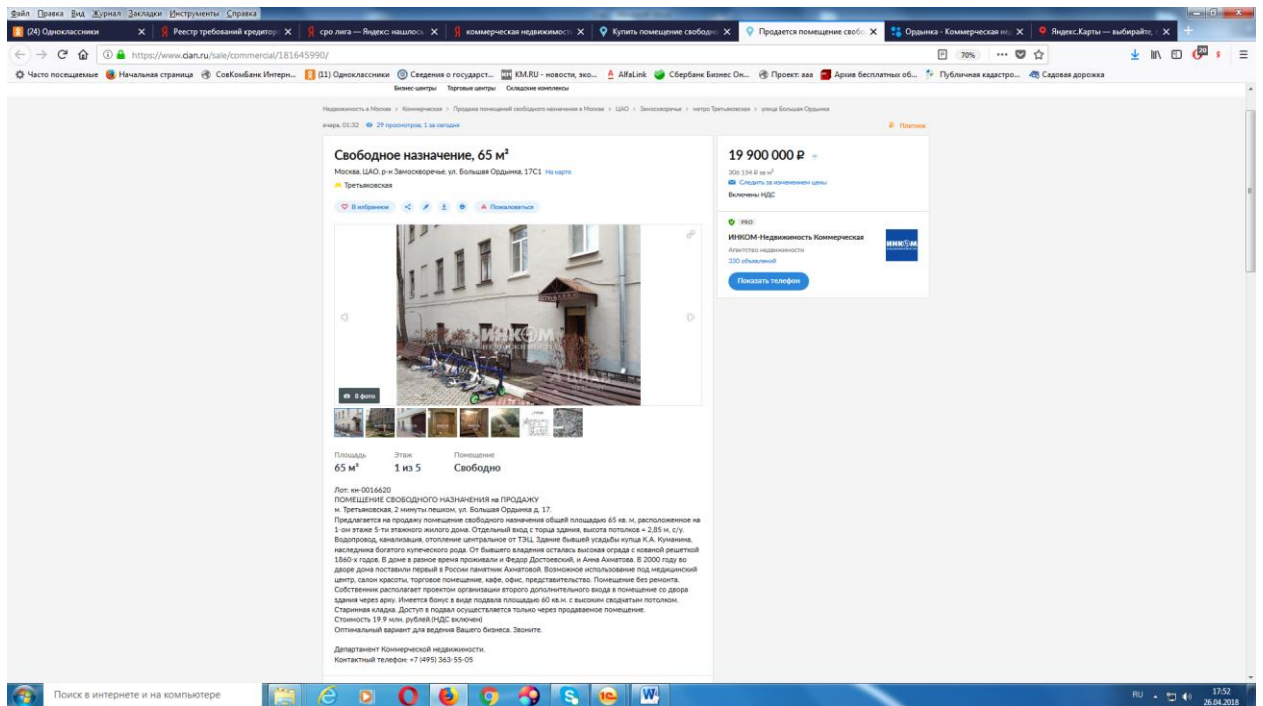 Файл Правка Вид Журнал Закладки Инструменты Справка
(24) Одноклассники
Реестр требований кредитор
сро лига — Яндекс: нашлось
коммерческая недвижимость
Купить помещение свободно
Продается помещение своб
Ордынка - Коммерческая не
Яндекс.Карты — выбирайте,
https://www.cian.ru/sale/commercial/181645990/
70%
20
Часто посещаемые Начальная страница СовКомБанк Интерн... (11) Одноклассники Сведения о государст... KM.RU - новости, эко... AlfaLink Сбербанк Бизнес Он... Проект: ааа Архив бесплатных об... Публичная кадастро... Садовая дорожка
Бизнес-центры Торговые центры Складские комплексы
Недвижимость в Москве > Коммерческая > Продажа помещений свободного назначения в Москве > ЦАО > Замоскворечье > метро Третьяковская > улица Большая Ордынка
вчера, 01:32 29 просмотров, 1 за сегодня
Платное
Свободное назначение, 65 м²
Москва, ЦАО, р-н Замоскворечье, ул. Большая Ордынка, 17С1 На карте
Третьяковская
В избранное
Пожаловаться
19 900 000 ₽
306 154 ₽ за м²
Следить за изменением цены
Включены НДС
PRO
ИНКОМ-Недвижимость Коммерческая
Агентство недвижимости
330 объявлений
ИНКОМ
Показать телефон
ИНКОМ
ЦИАН
8 фото
Площадь Этаж Помещение
65 м² 1 из 5 Свободно
Лот: кн-0016620
ПОМЕЩЕНИЕ СВОБОДНОГО НАЗНАЧЕНИЯ на ПРОДАЖУ
м. Третьяковская, 2 минуты пешком, ул. Большая Ордынка д. 17.
Предлагается на продажу помещение свободного назначения общей площадью 65 кв. м, расположенное на
1-ом этаже 5-ти этажного жилого дома. Отдельный вход с торца здания, высота потолков = 2,85 м, с/у.
Водопровод, канализация, отопление центральное от ТЭЦ. Здание бывшей усадьбы купца К.А. Куманина,
наследника богатого купеческого рода. От бывшего владения осталась высокая ограда с кованой решеткой
1860-х годов. В доме в разное время проживали и Федор Достоевский, и Анна Ахматова. В 2000 году во
дворе дома поставили первый в России памятник Ахматовой. Возможное использование под медицинский
центр, салон красоты, торговое помещение, кафе, офис, представительство. Помещение без ремонта.
Собственник располагает проектом организации второго дополнительного входа в помещение со двора
здания через арку. Имеется бонус в виде подвала площадью 60 кв.м. с высоким сводчатым потолком.
Старинная кладка. Доступ в подвал осуществляется только через продаваемое помещение.
Стоимость 19.9 млн. рублей.(НДС включен)
Оптимальный вариант для ведения Вашего бизнеса. Звоните.
Департамент Коммерческой недвижимости.
Контактный телефон: +7 (495) 363-55-05
Поиск в интернете и на компьютере
RU
17:52
26.04.2018